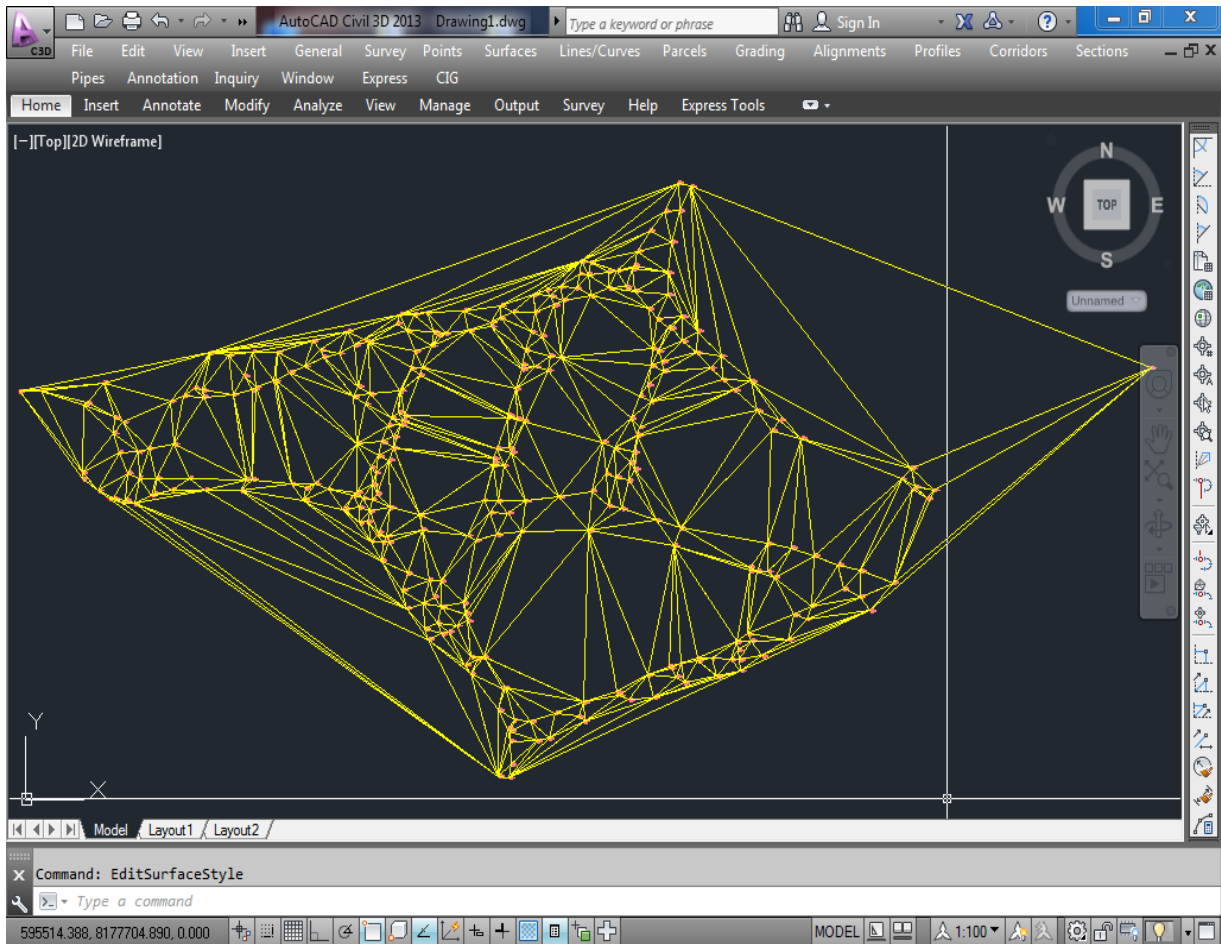 AutoCAD Civil 3D 2013 Drawing1.dwg Type a keyword or phrase Sign In
C3D File Edit View Insert General Survey Points Surfaces Lines/Curves Parcels Grading Alignments Profiles Corridors Sections
Pipes Annotation Inquiry Window Express CIG
Home Insert Annotate Modify Analyze View Manage Output Survey Help Express Tools
[−][Top][2D Wireframe]
N
W TOP E
S
Unnamed
Y
X
Model Layout1 Layout2
Command: EditSurfaceStyle
Type a command
595514.388, 8177704.890, 0.000 MODEL 1:100